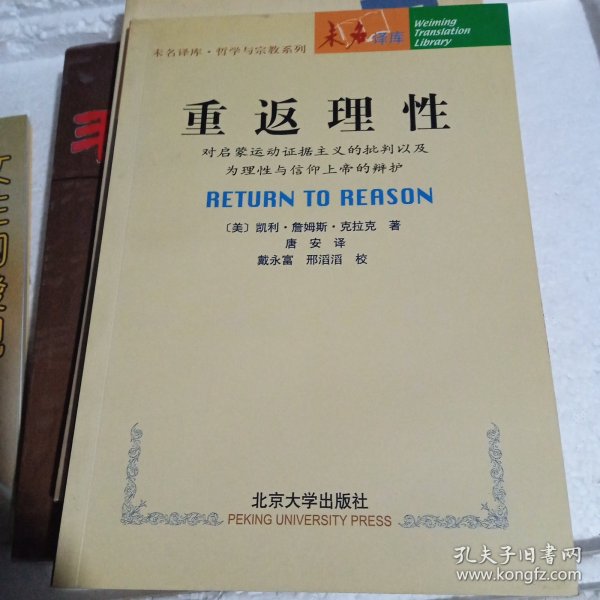 未名译库·哲学与宗教系列
未名译库
Weiming
Translation
Library
重返理性
对启蒙运动证据主义的批判以及
为理性与信仰上帝的辩护
RETURN TO REASON
〔美〕凯利·詹姆斯·克拉克 著
唐安 译
戴永富 邢滔滔 校
北京大学出版社
PEKING UNIVERSITY PRESS
孔夫子旧书网
www.kongfz.com